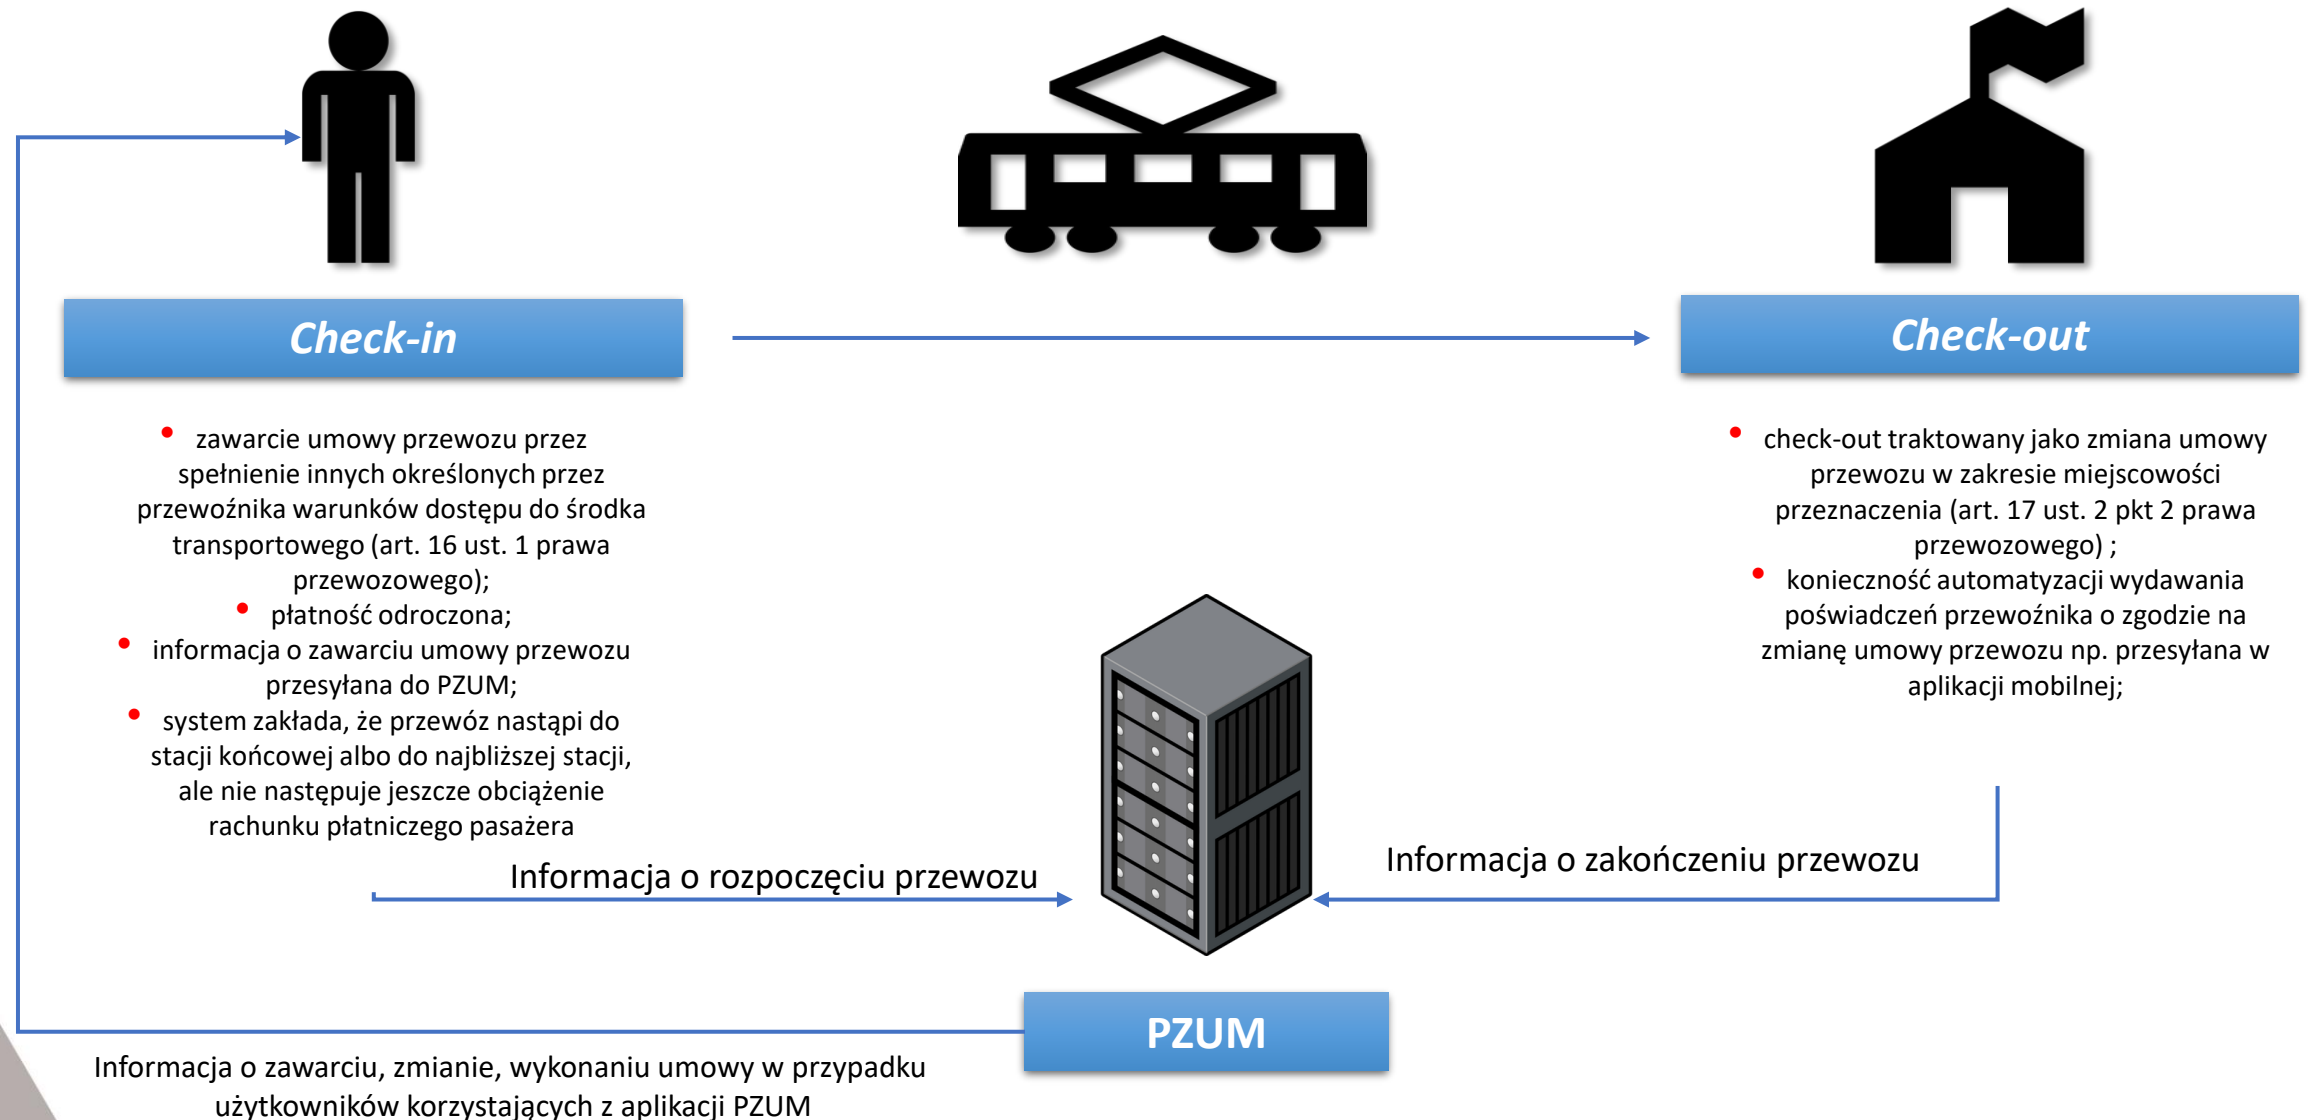 Check-in
Check-out
• zawarcie umowy przewozu przez
spełnienie innych określonych przez
przewoźnika warunków dostępu do środka
transportowego (art. 16 ust. 1 prawa
przewozowego);
• płatność odroczona;
• informacja o zawarciu umowy przewozu
przesyłana do PZUM;
• system zakłada, że przewóz nastąpi do
stacji końcowej albo do najbliższej stacji,
ale nie następuje jeszcze obciążenie
rachunku płatniczego pasażera
• check-out traktowany jako zmiana umowy
przewozu w zakresie miejscowości
przeznaczenia (art. 17 ust. 2 pkt 2 prawa
przewozowego) ;
• konieczność automatyzacji wydawania
poświadczeń przewoźnika o zgodzie na
zmianę umowy przewozu np. przesyłana w
aplikacji mobilnej;
Informacja o rozpoczęciu przewozu
Informacja o zakończeniu przewozu
PZUM
Informacja o zawarciu, zmianie, wykonaniu umowy w przypadku
użytkowników korzystających z aplikacji PZUM